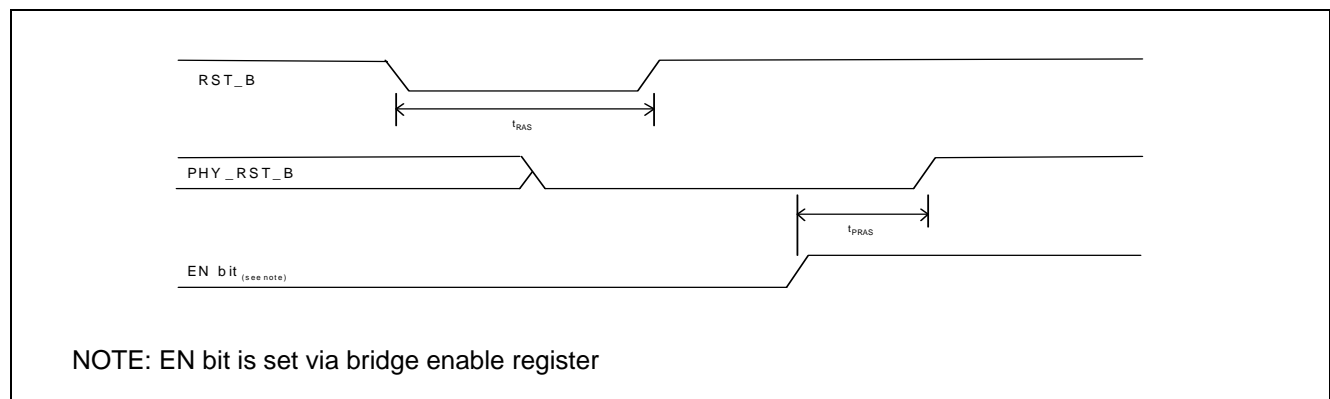 RST_B
tRAS
PHY_RST_B
tPRAS
EN bit (see note)
NOTE: EN bit is set via bridge enable register